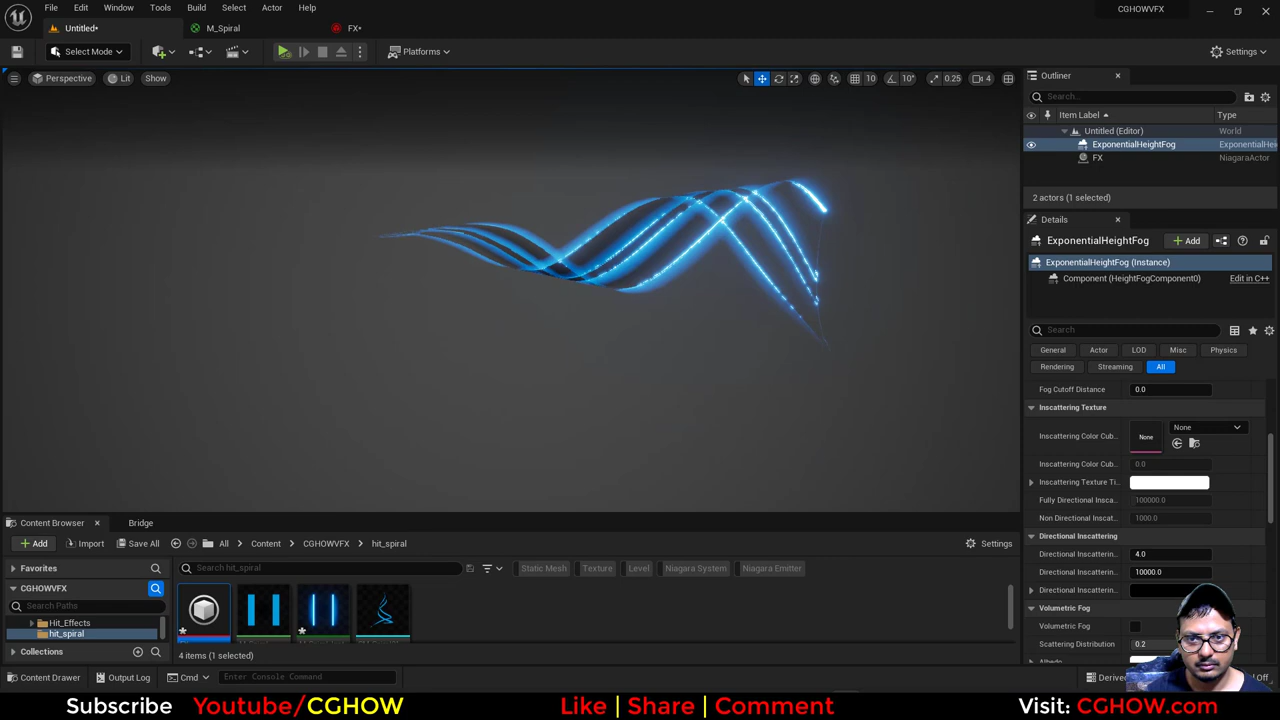 File Edit Window Tools Build Select Actor Help
CGHOWVFX
Untitled* M_Spiral FX*
Select Mode Platforms Settings
Perspective Lit Show 10 10° 0.25 4
Outliner
Search...
Item Label Type
Untitled (Editor) World
ExponentialHeightFog ExponentialHe
FX NiagaraActor
2 actors (1 selected)
Details
ExponentialHeightFog + Add
ExponentialHeightFog (Instance)
Component (HeightFogComponent0) Edit in C++
Search
General Actor LOD Misc Physics
Rendering Streaming All
Fog Cutoff Distance 0.0
Inscattering Texture
None None
Inscattering Color Cub...
Inscattering Color Cub... 0.0
Inscattering Texture Ti...
Fully Directional Insca... 100000.0
Non Directional Inscat... 1000.0
Directional Inscattering
Directional Inscatterin... 4.0
Directional Inscatterin... 10000.0
Directional Inscatterin...
Volumetric Fog
Volumetric Fog
Scattering Distribution 0.2
Albedo
Content Browser Bridge
+ Add Import Save All All > Content > CGHOWVFX > hit_spiral Settings
Favorites
CGHOWVFX
Search Paths
Hit_Effects
hit_spiral
Collections
Search hit_spiral Static Mesh Texture Level Niagara System Niagara Emitter
4 items (1 selected)
Content Drawer Output Log Cmd Enter Console Command Off
Subscribe Youtube/CGHOW Like | Share | Comment Visit: CGHOW.com